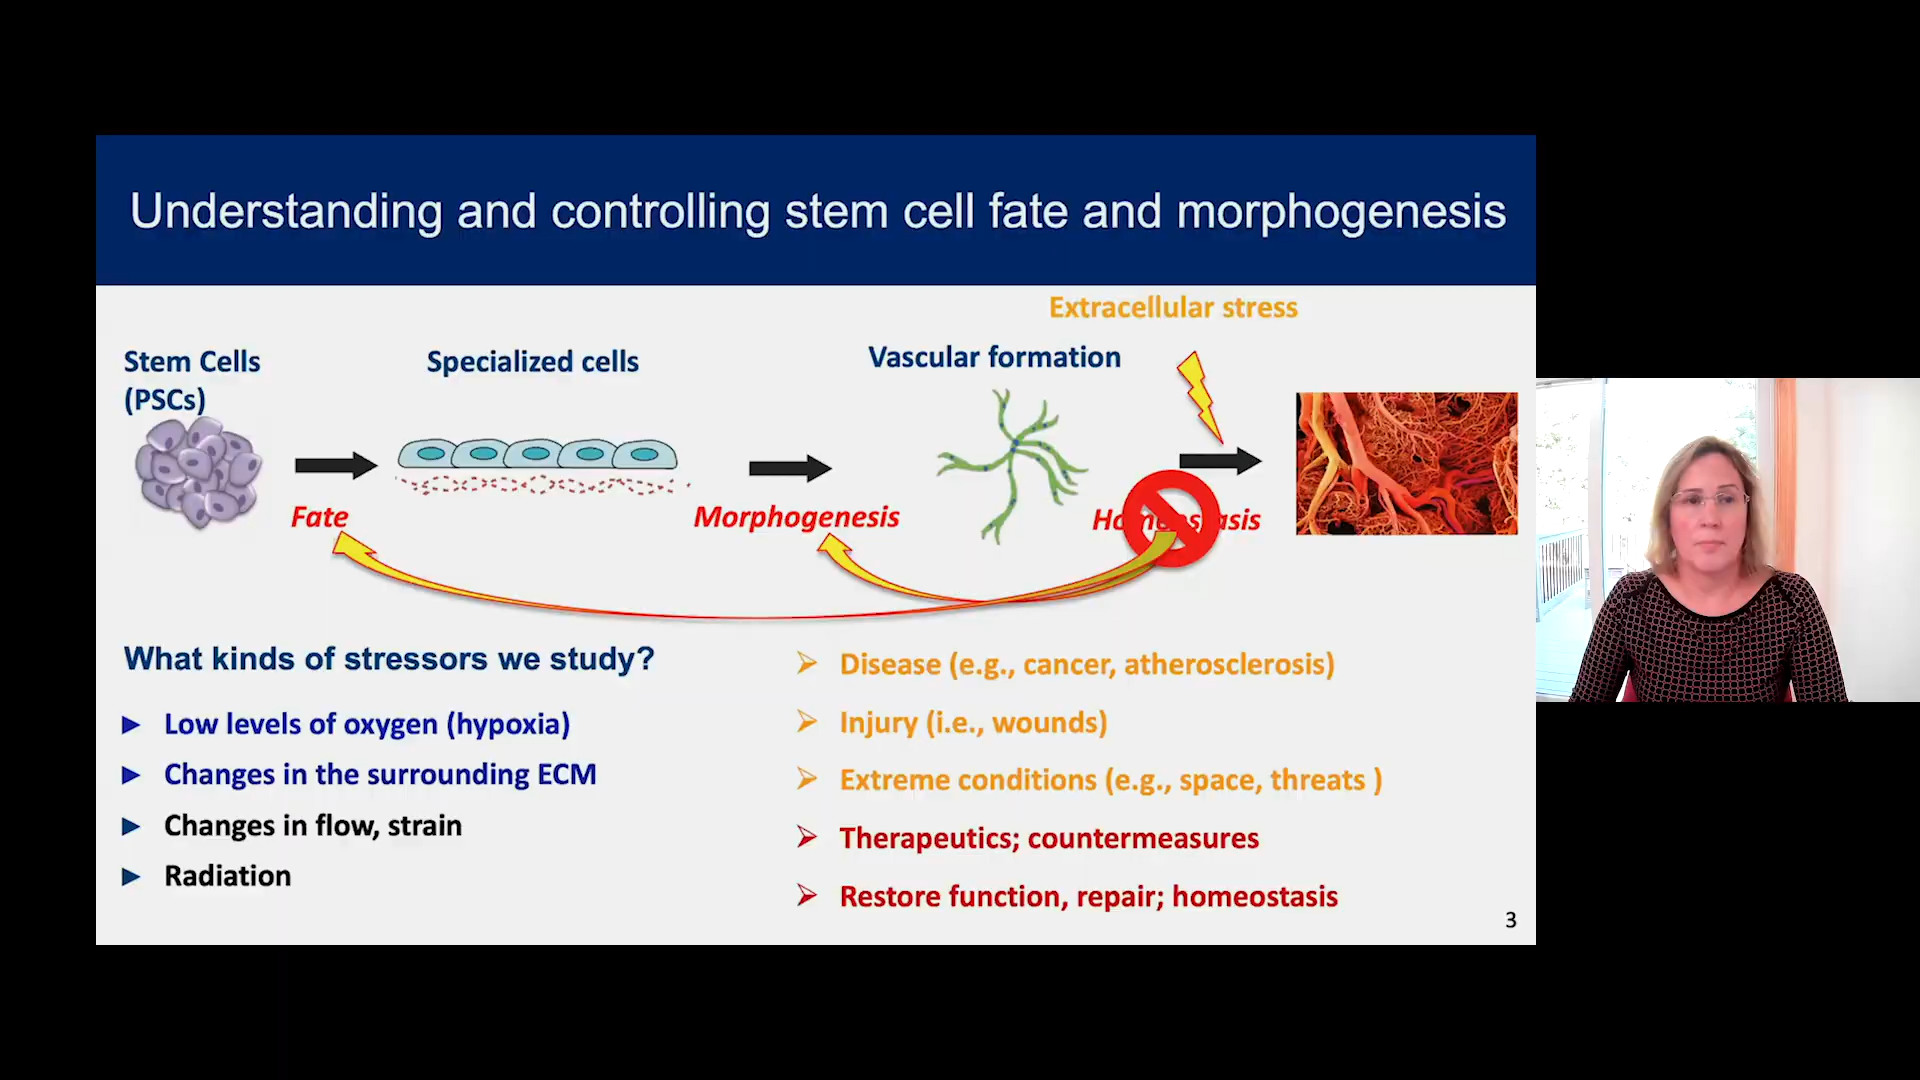 Understanding and controlling stem cell fate and morphogenesis
Extracellular stress
Stem Cells
(PSCs)
Specialized cells
Vascular formation
Fate
Morphogenesis
Homeostasis
What kinds of stressors we study?
► Low levels of oxygen (hypoxia)
► Changes in the surrounding ECM
► Changes in flow, strain
► Radiation
➢ Disease (e.g., cancer, atherosclerosis)
➢ Injury (i.e., wounds)
➢ Extreme conditions (e.g., space, threats )
➢ Therapeutics; countermeasures
➢ Restore function, repair; homeostasis
3